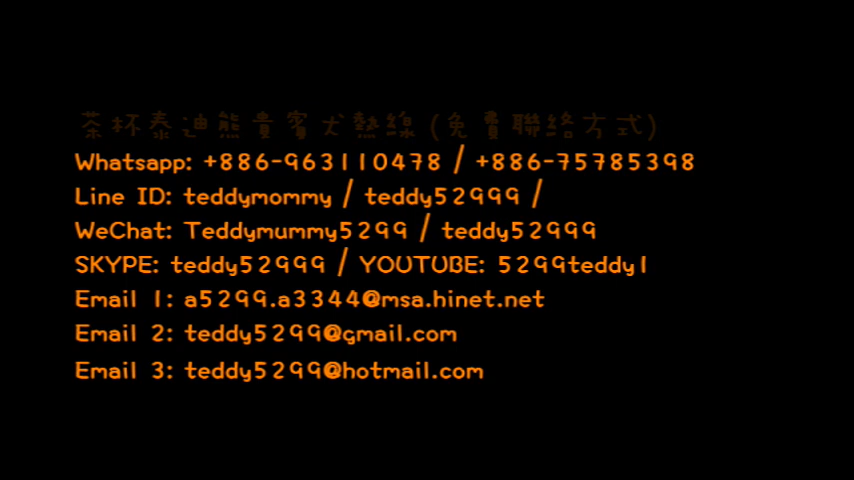 茶杯泰迪熊貴賓犬熱線 (免費聯絡方式)
Whatsapp: +886-963110478 / +886-75785398
Line ID: teddymommy / teddy52999 /
WeChat: Teddymummy5299 / teddy52999
SKYPE: teddy52999 / YOUTUBE: 5299teddy1
Email 1: a5299.a3344@msa.hinet.net
Email 2: teddy5299@gmail.com
Email 3: teddy5299@hotmail.com